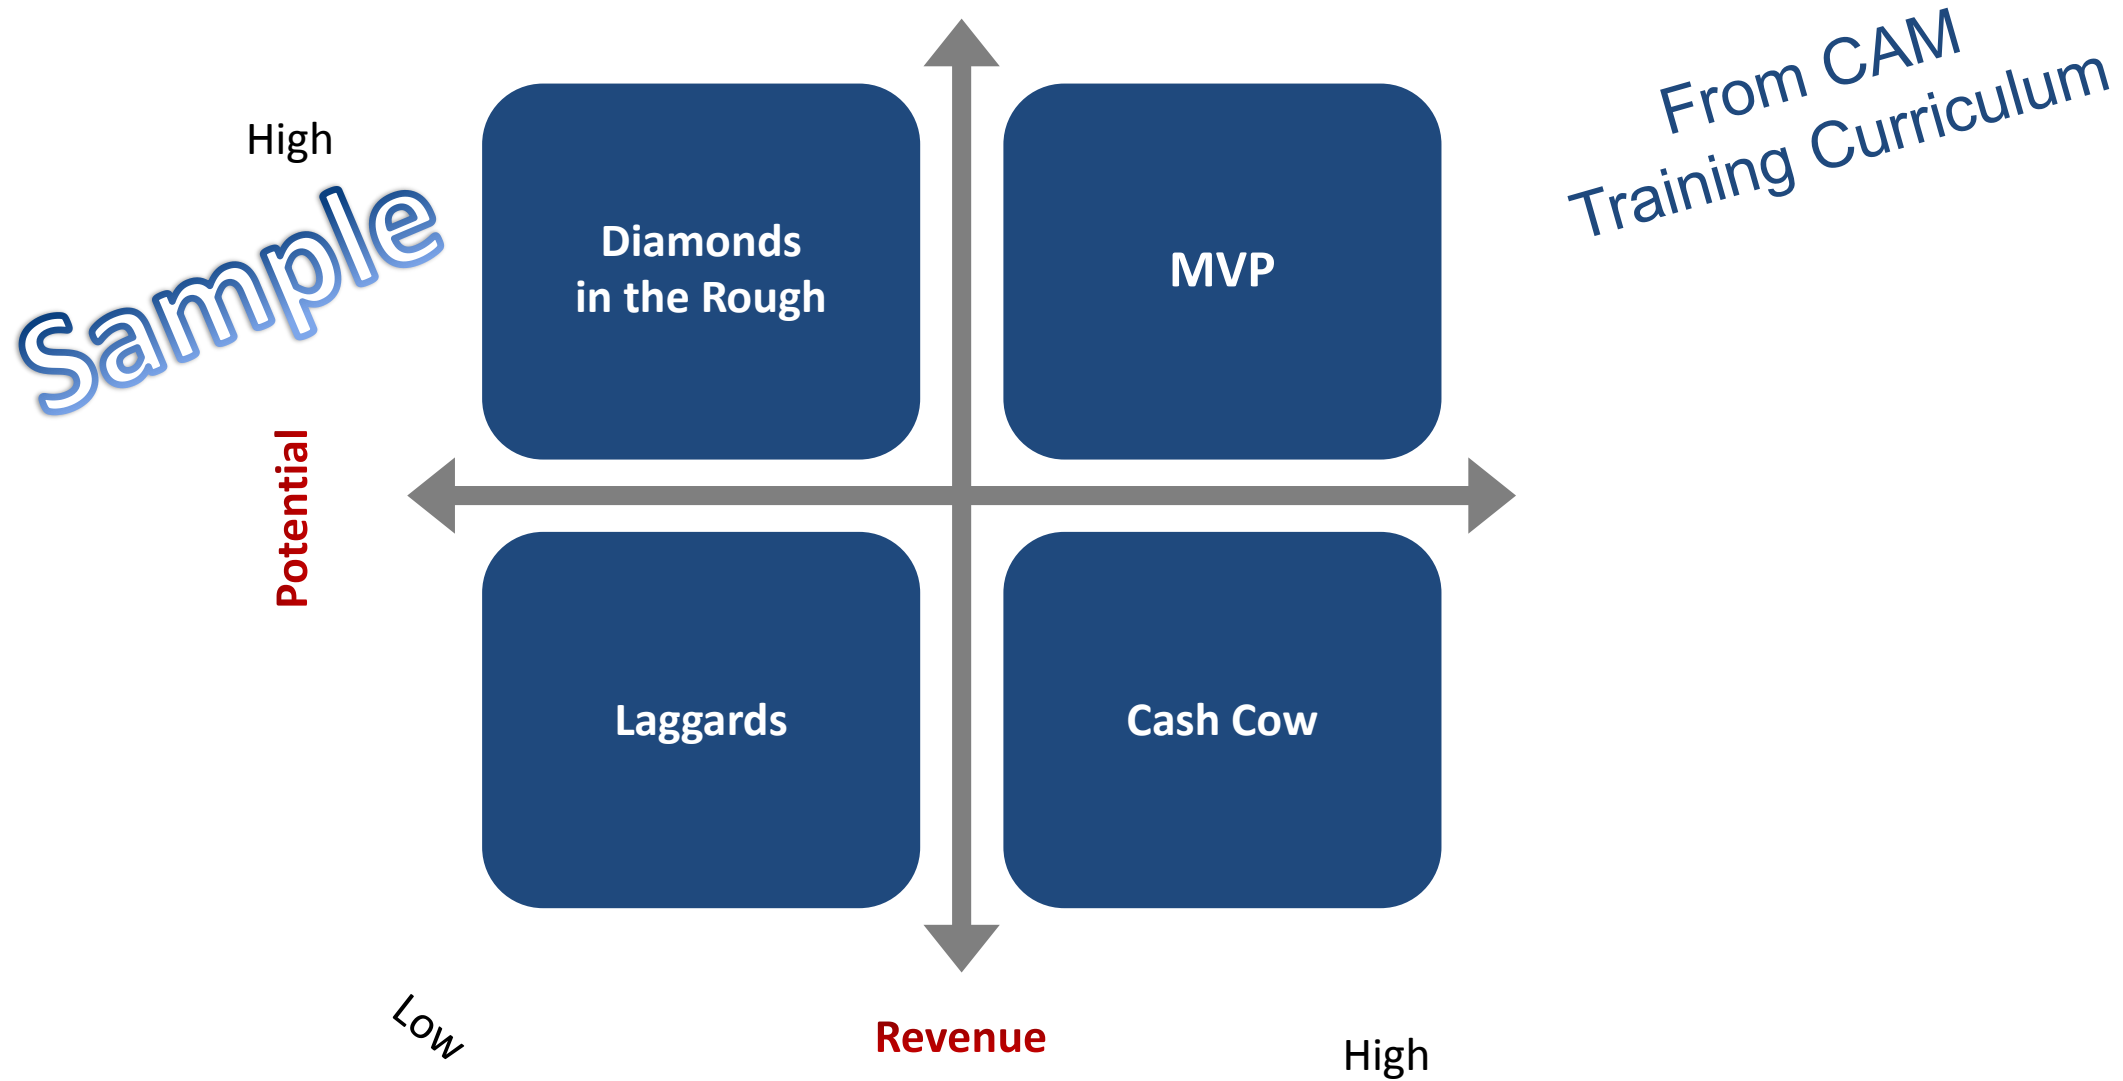 From CAM
Training Curriculum
High
Sample
Diamonds
in the Rough
MVP
Potential
Laggards
Cash Cow
Low
Revenue
High